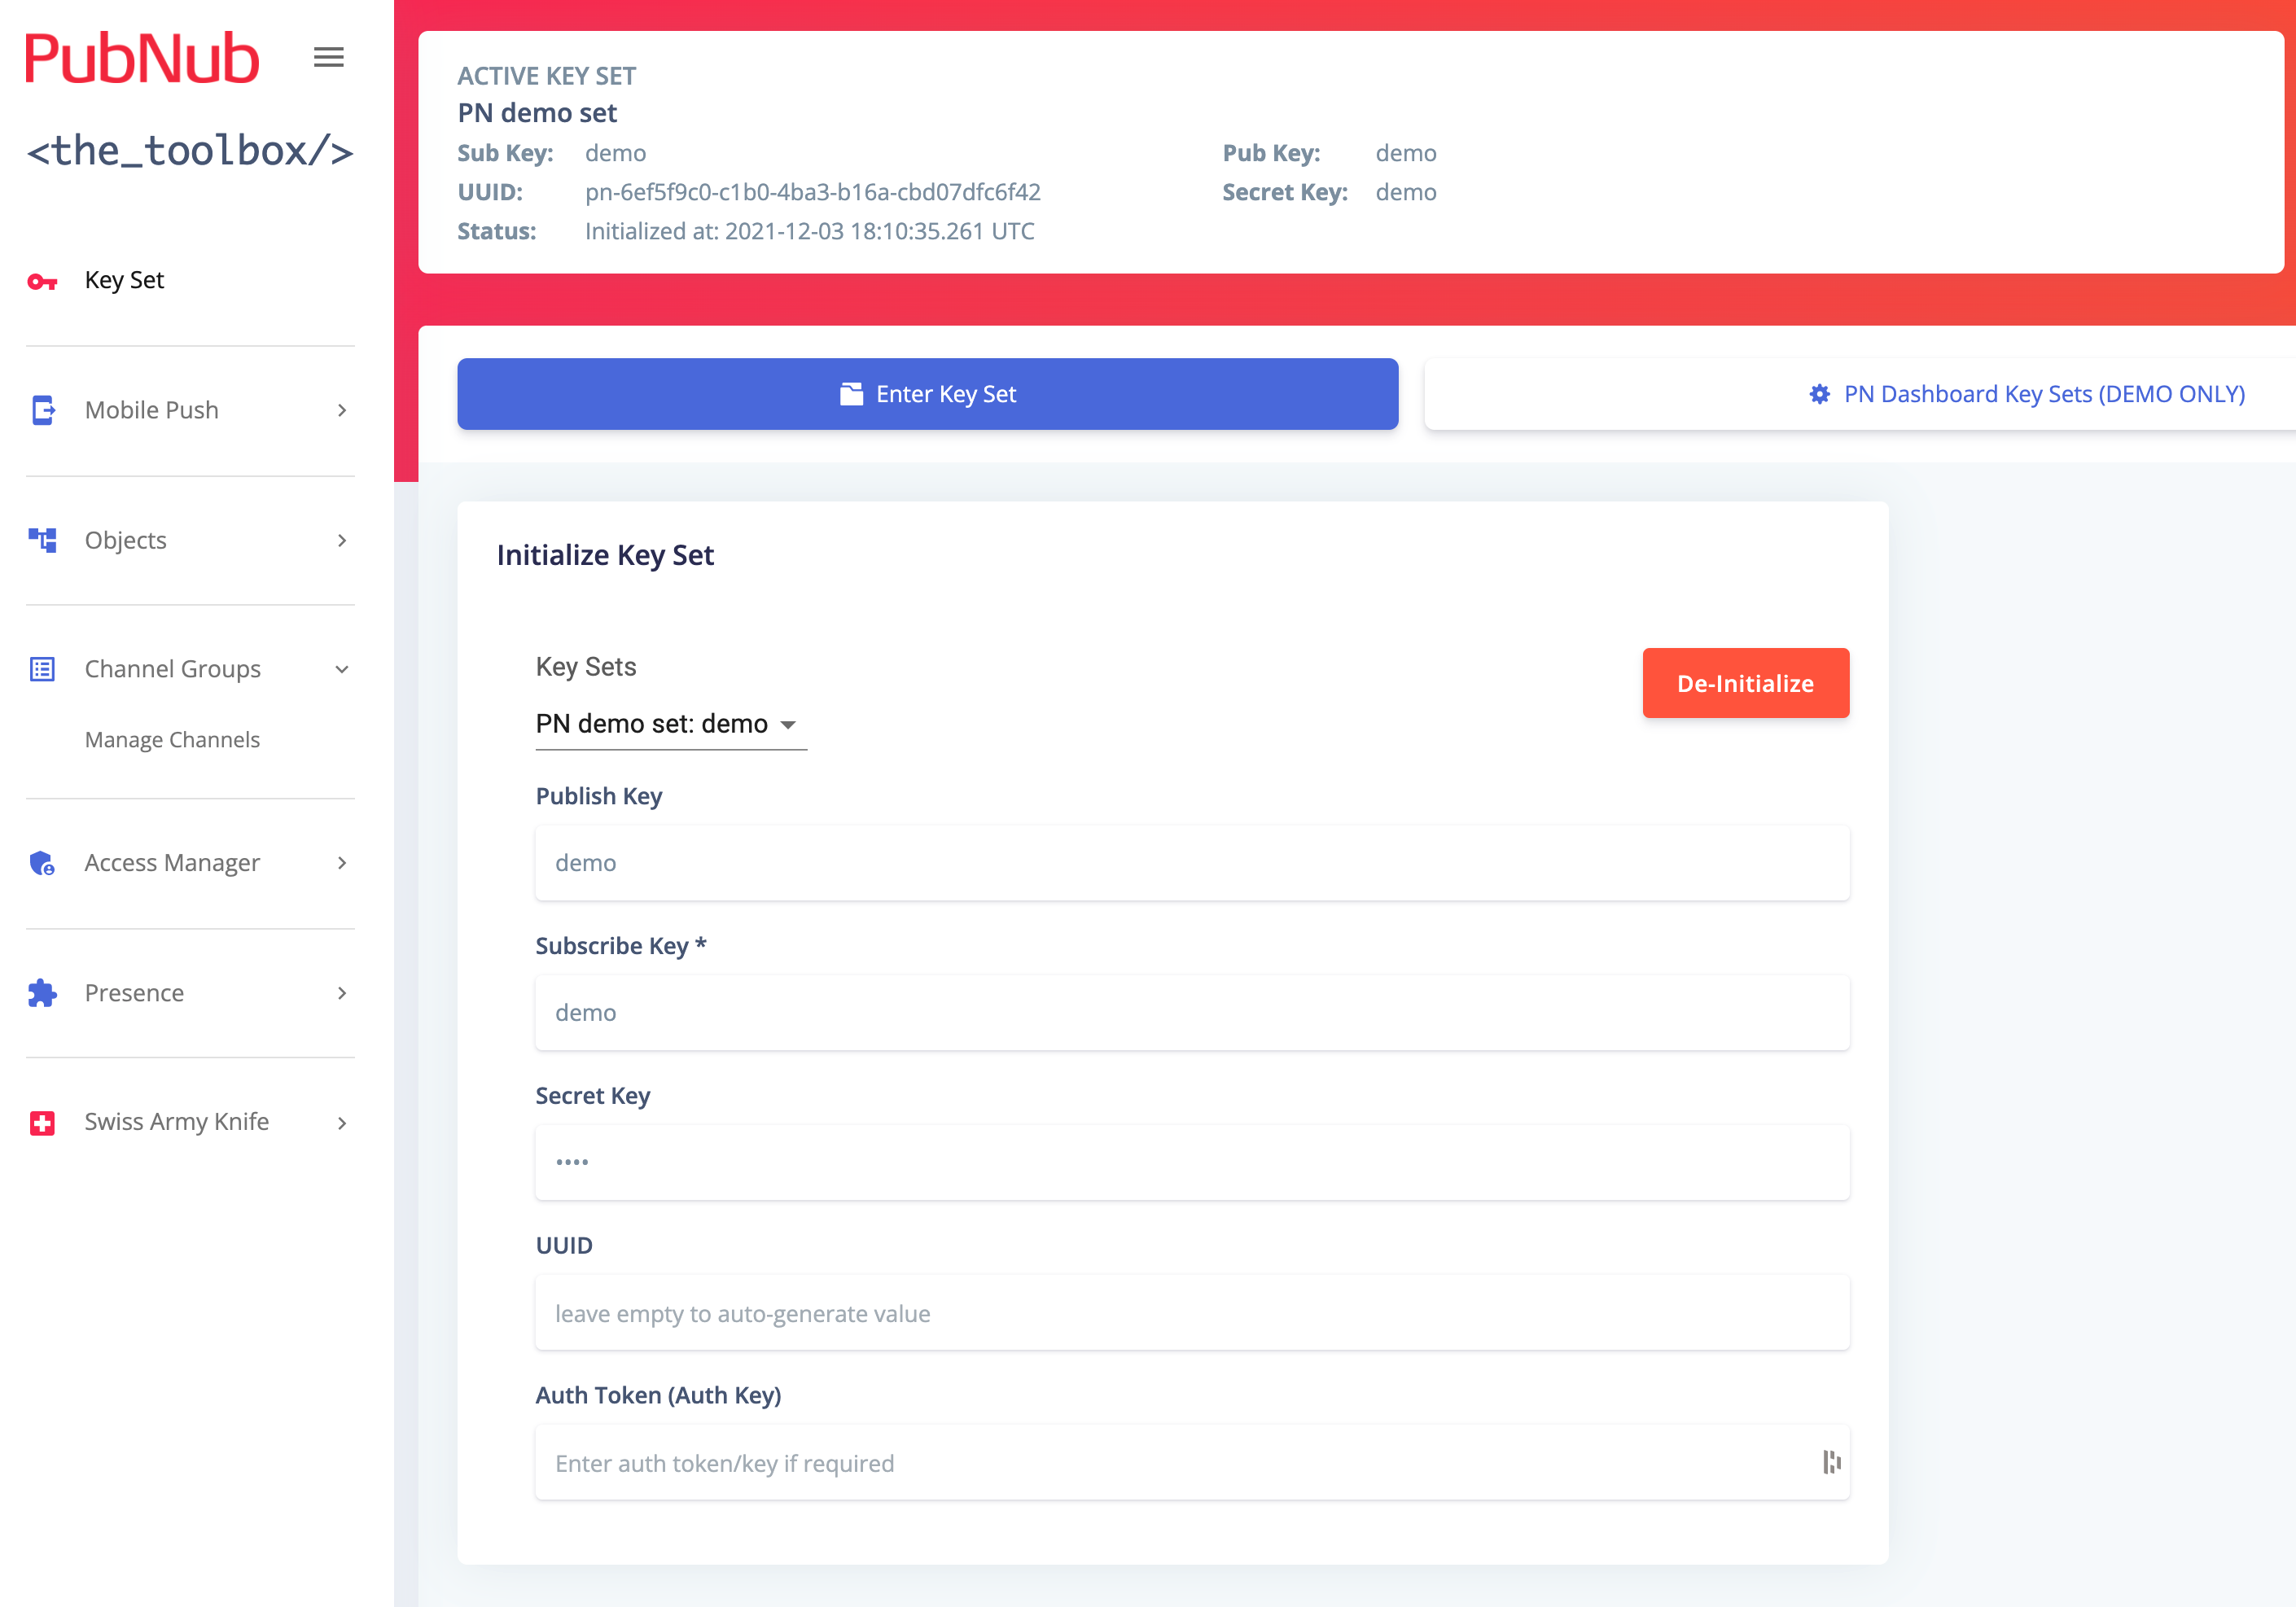 PubNub
<the_toolbox/>
Key Set
Mobile Push
Objects
Channel Groups
Manage Channels
Access Manager
Presence
Swiss Army Knife
ACTIVE KEY SET
PN demo set
Sub Key: demo Pub Key: demo
UUID: pn-6ef5f9c0-c1b0-4ba3-b16a-cbd07dfc6f42 Secret Key: demo
Status: Initialized at: 2021-12-03 18:10:35.261 UTC
Enter Key Set
PN Dashboard Key Sets (DEMO ONLY)
Initialize Key Set
Key Sets
De-Initialize
PN demo set: demo
Publish Key
demo
Subscribe Key *
demo
Secret Key
••••
UUID
leave empty to auto-generate value
Auth Token (Auth Key)
Enter auth token/key if required